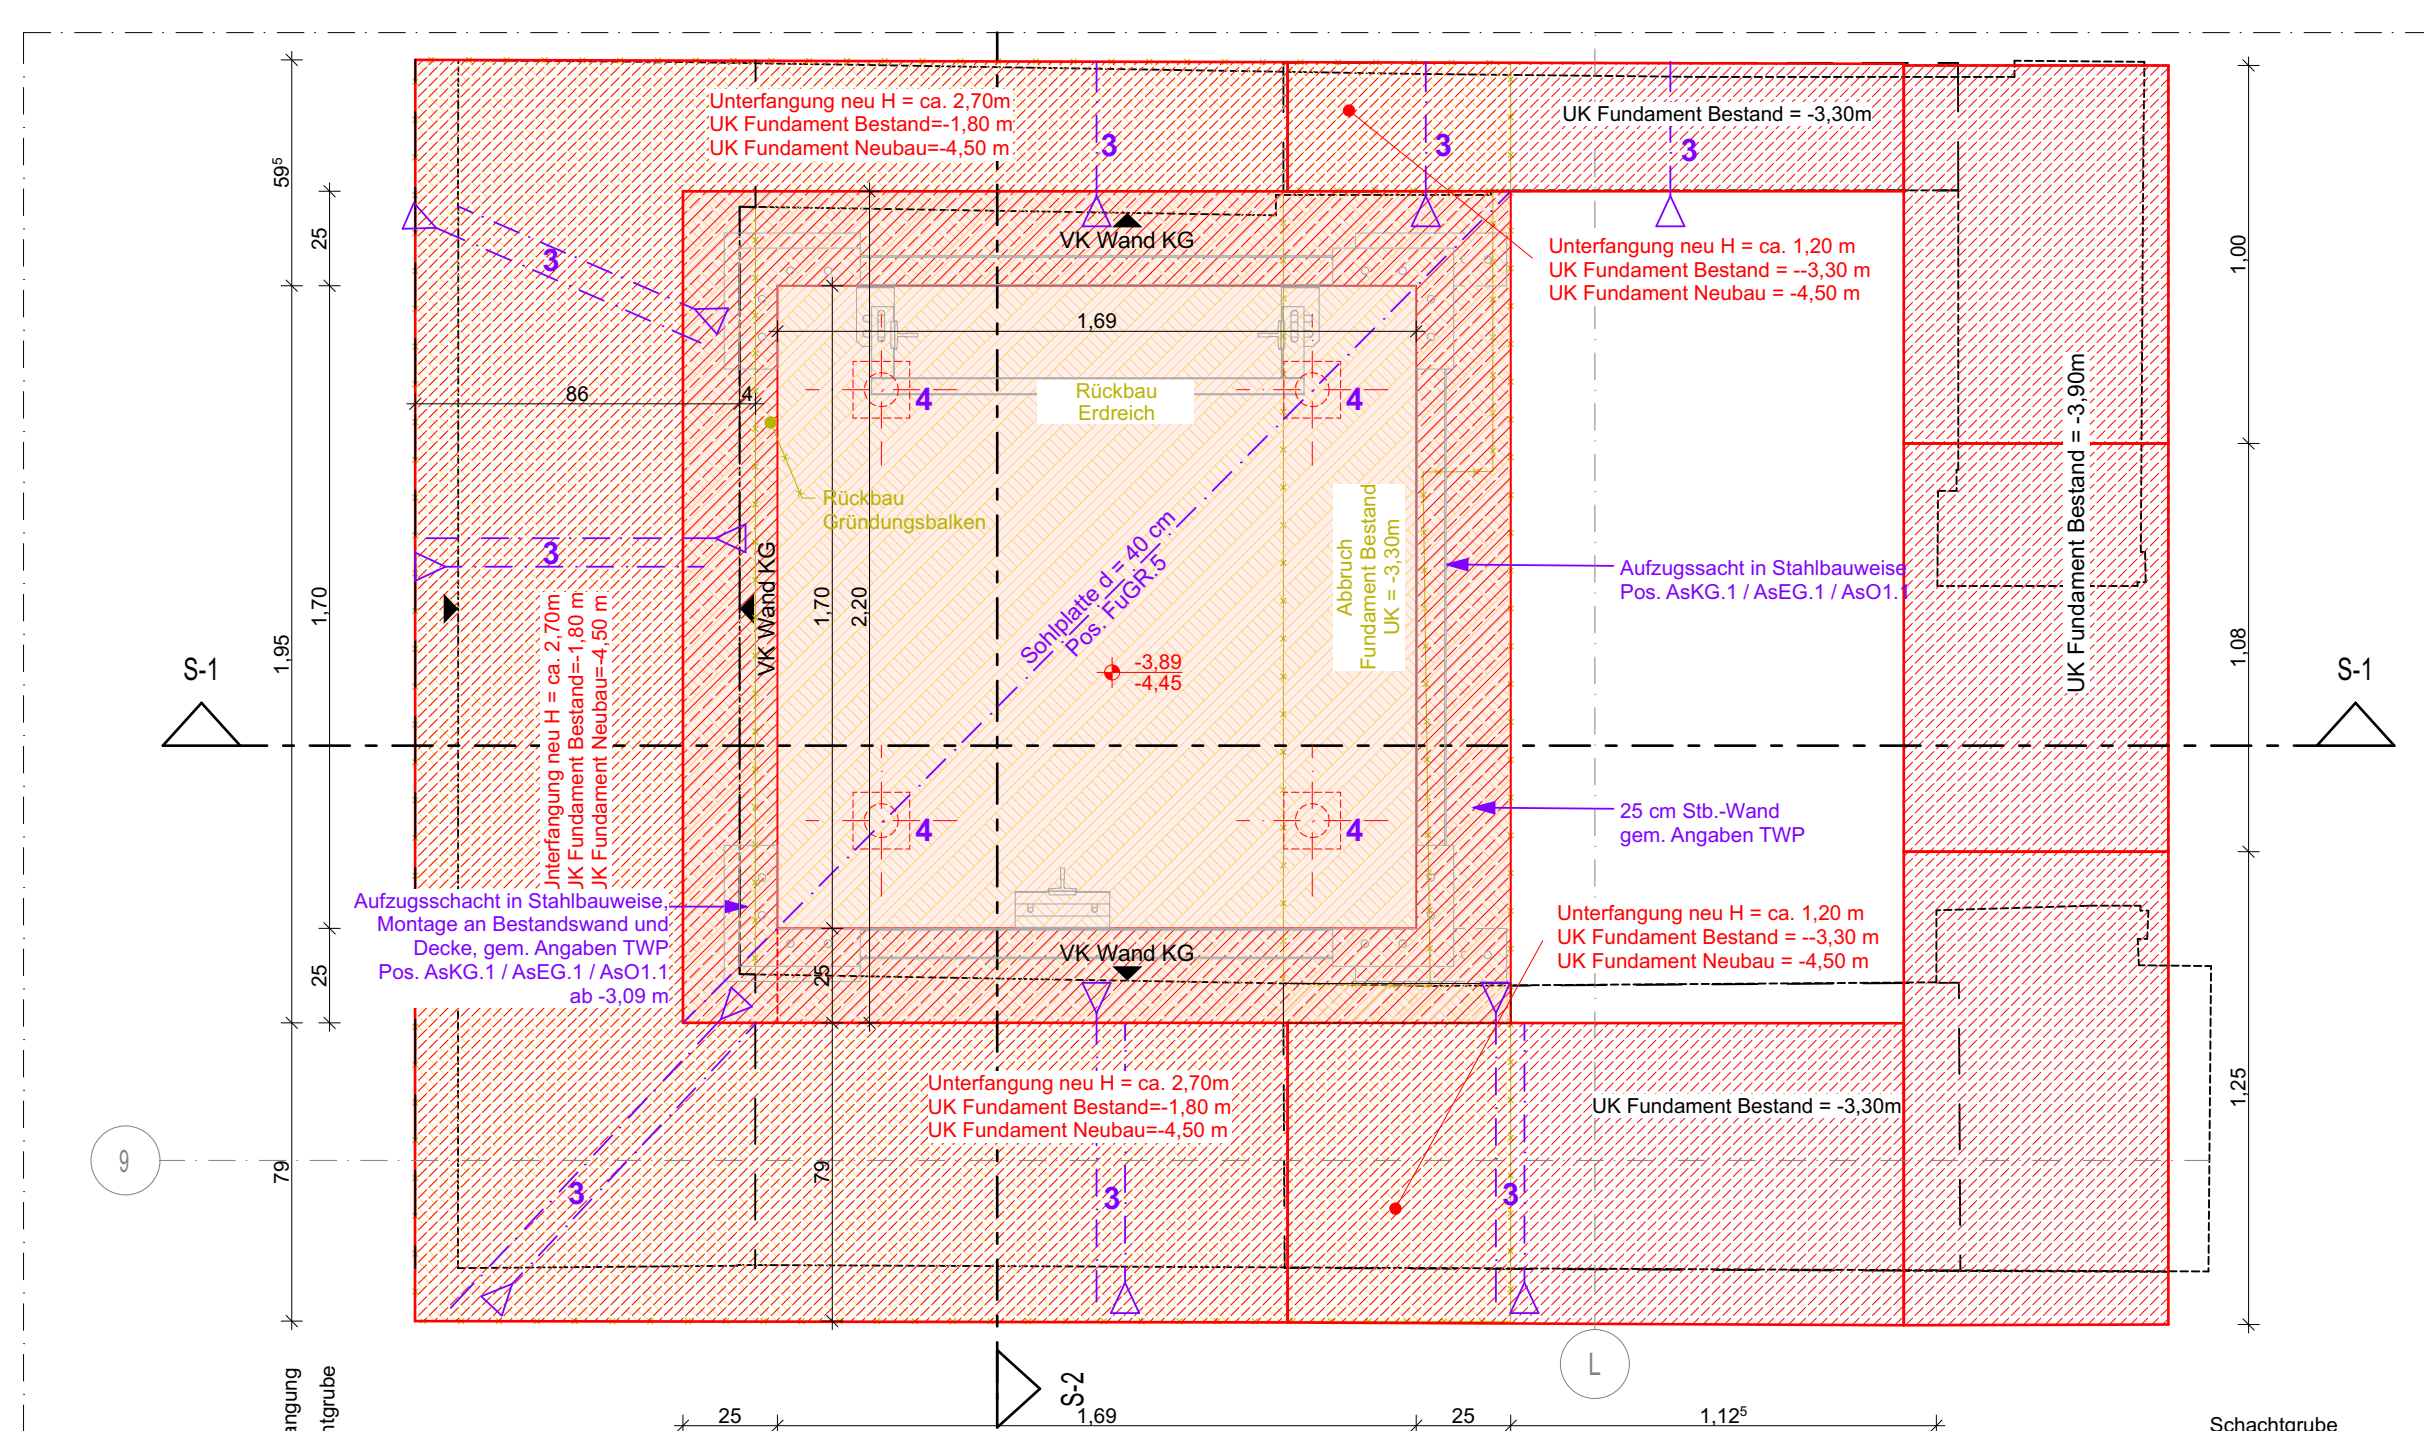 Unterfangung neu H = ca. 2,70m
UK Fundament Bestand=-1,80 m
UK Fundament Neubau=-4,50 m
3
3
3
UK Fundament Bestand = -3,30m
59⁵
25
VK Wand KG
Unterfangung neu H = ca. 1,20 m
UK Fundament Bestand = --3,30 m
UK Fundament Neubau = -4,50 m
1,00
3
1,69
86
4
4
4
Rückbau
Erdreich
Rückbau
Gründungsbalken
Abbruch
Fundament Bestand
UK = -3,30m
UK Fundament Bestand = -3,90m
3
VK Wand KG
Sohlplatte d = 40 cm
Pos. FuGR.5
Aufzugssacht in Stahlbauweise
Pos. AsKG.1 / AsEG.1 / AsO1.1
1,70
1,95
1,70
2,20
Unterfangung neu H = ca. 2,70m
UK Fundament Bestand=-1,80 m
UK Fundament Neubau=-4,50 m
-3,89
-4,45
1,08
S-1
S-1
4
4
25 cm Stb.-Wand
gem. Angaben TWP
Aufzugsschacht in Stahlbauweise,
Montage an Bestandswand und
Decke, gem. Angaben TWP
Pos. AsKG.1 / AsEG.1 / AsO1.1
ab -3,09 m
VK Wand KG
Unterfangung neu H = ca. 1,20 m
UK Fundament Bestand = --3,30 m
UK Fundament Neubau = -4,50 m
25
25
Unterfangung neu H = ca. 2,70m
UK Fundament Bestand=-1,80 m
UK Fundament Neubau=-4,50 m
UK Fundament Bestand = -3,30m
1,25
9
79
79
3
3
3
L
S-2
angung
ntgrube
25
1,69
25
1,12⁵
Schachtgrube